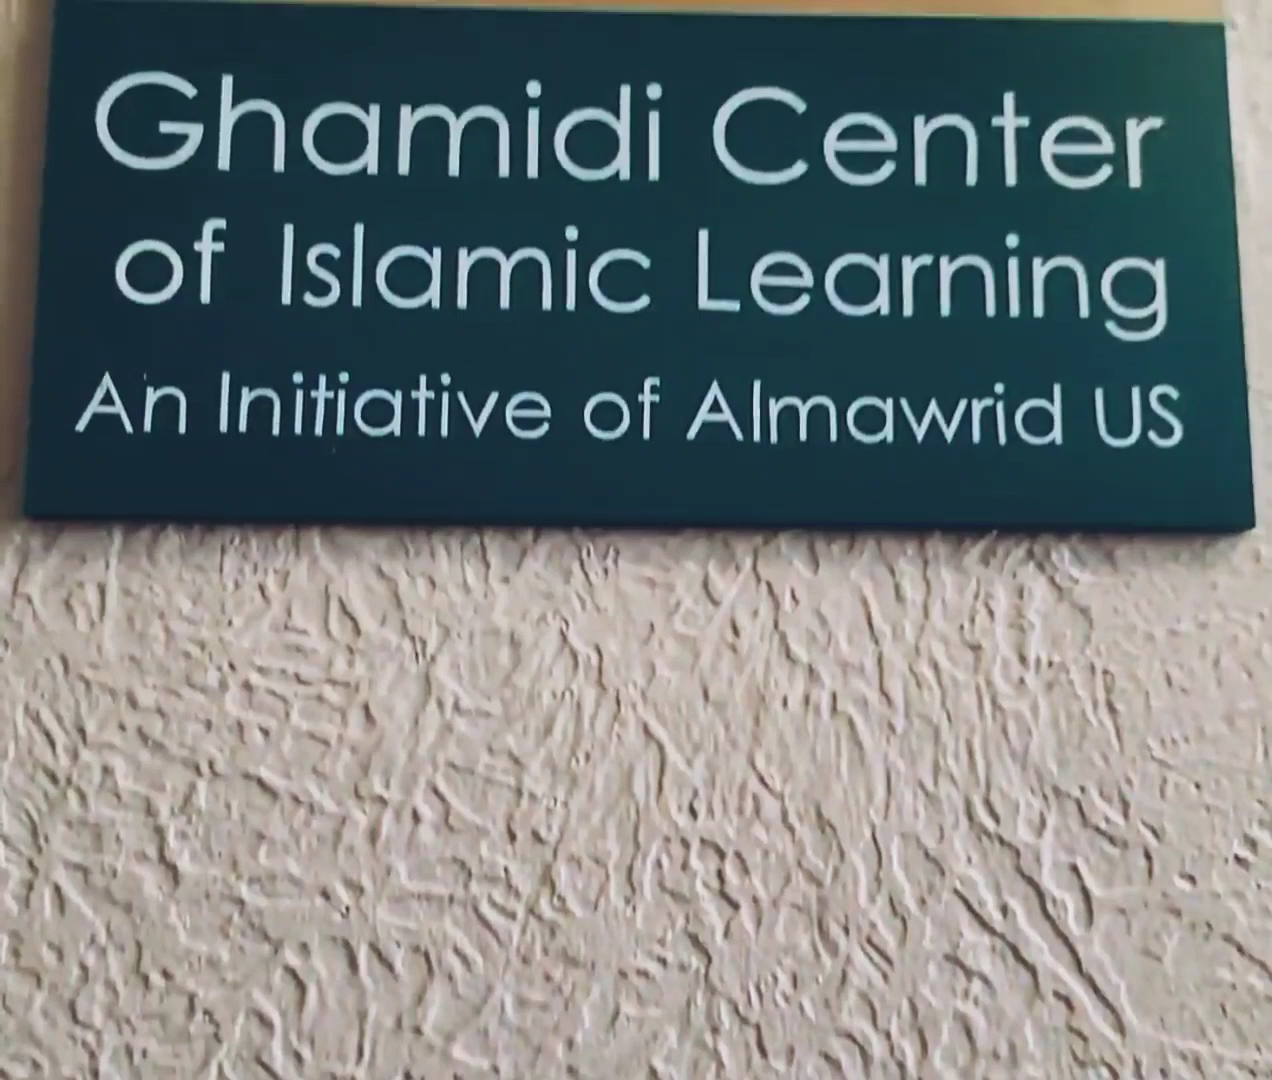 Ghamidi Center
of Islamic Learning
An Initiative of Almawrid US